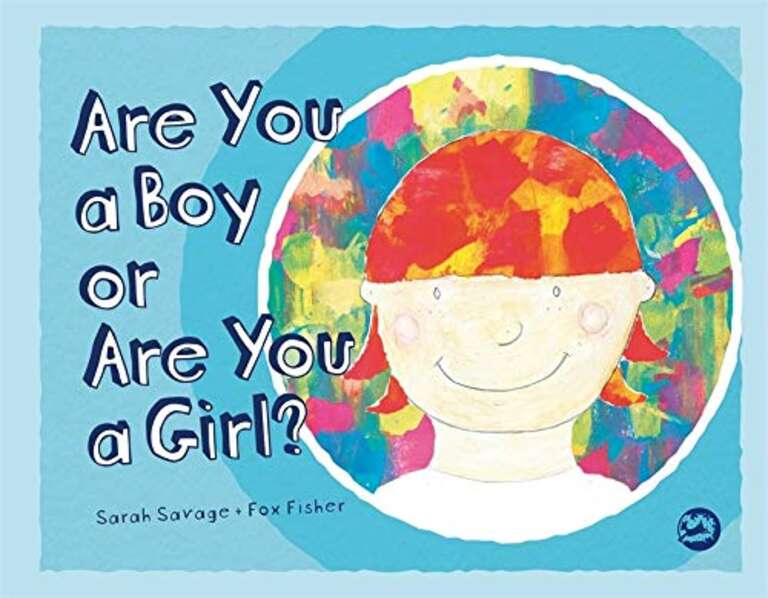 Are You
a Boy
or
Are You
a Girl?
Sarah Savage + Fox Fisher